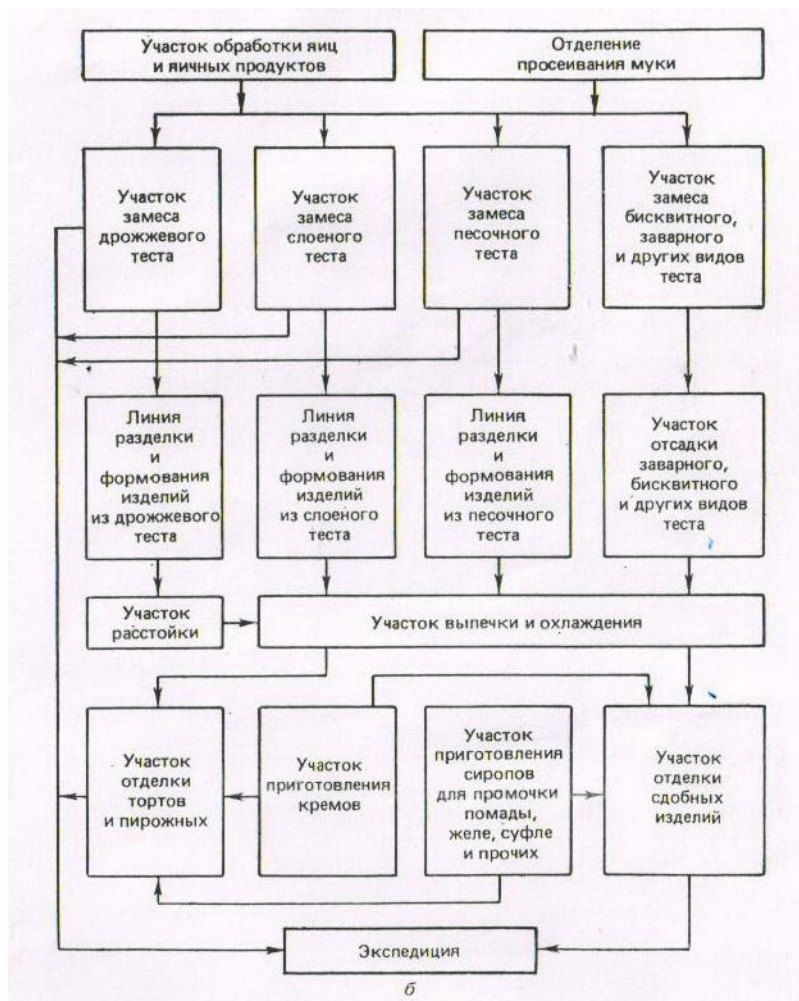 Участок обработки яиц
и яичных продуктов
Отделение
просеивания муки
Участок
замеса
дрожжевого
теста
Участок
замеса
слоеного
теста
Участок
замеса
песочного
теста
Участок
замеса
бисквитного,
заварного
и других видов
теста
Линия
разделки
и
формования
изделий
из дрожжевого
теста
Линия
разделки
и
формования
изделий
из слоеного
теста
Линия
разделки
и
формования
изделий
из песочного
теста
Участок
отсадки
заварного,
бисквитного
и других видов
теста
Участок
расстойки
Участок выпечки и охлаждения
Участок
отделки
тортов
и пирожных
Участок
приготовления
кремов
Участок
приготовления
сиропов
для промочки
помады,
желе, суфле
и прочих
Участок
отделки
сдобных
изделий
Экспедиция
б